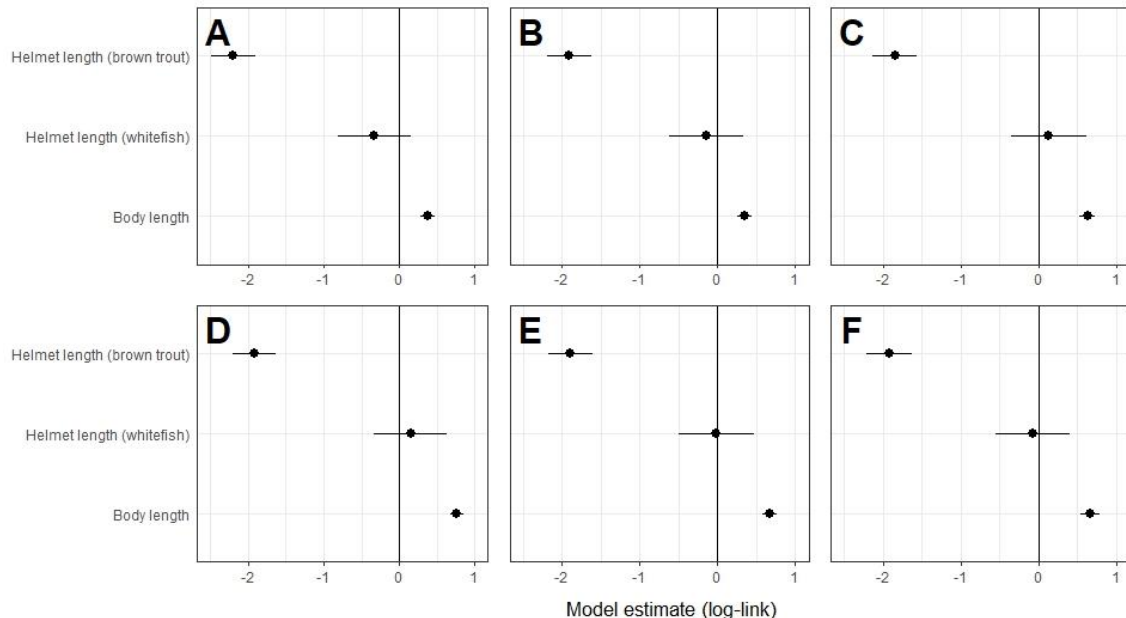 A B C
Helmet length (brown trout)
Helmet length (whitefish)
Body length
-2 -1 0 1 -2 -1 0 1 -2 -1 0 1
D E F
Helmet length (brown trout)
Helmet length (whitefish)
Body length
-2 -1 0 1 -2 -1 0 1 -2 -1 0 1
Model estimate (log-link)